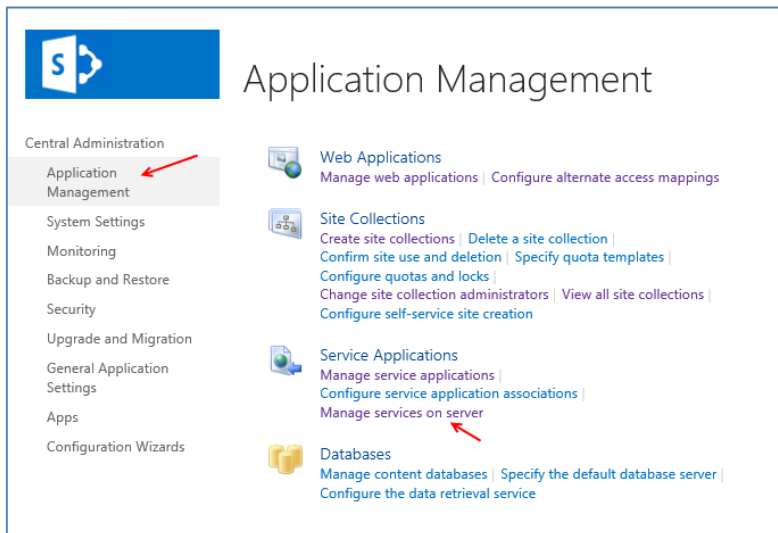 S
Application Management
Central Administration
Application
Management
System Settings
Monitoring
Backup and Restore
Security
Upgrade and Migration
General Application
Settings
Apps
Configuration Wizards
Web Applications
Manage web applications | Configure alternate access mappings
Site Collections
Create site collections | Delete a site collection |
Confirm site use and deletion | Specify quota templates |
Configure quotas and locks |
Change site collection administrators | View all site collections |
Configure self-service site creation
Service Applications
Manage service applications |
Configure service application associations |
Manage services on server
Databases
Manage content databases | Specify the default database server |
Configure the data retrieval service